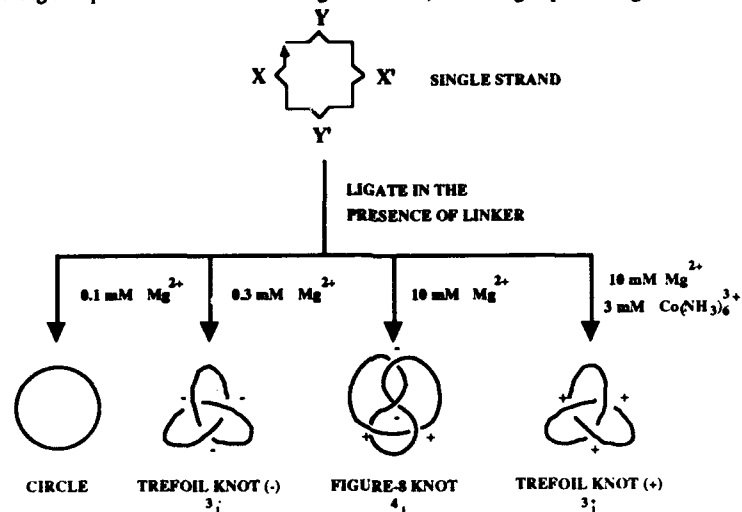 Y
X
X'
SINGLE STRAND
Y'
LIGATE IN THE
PRESENCE OF LINKER
0.1 mM Mg²⁺
0.3 mM Mg²⁺
10 mM Mg²⁺
10 mM Mg²⁺
3 mM Co(NH₃)₆³⁺
- - -
- - + +
+ + +
CIRCLE
TREFOIL KNOT (-)
3₁
FIGURE-8 KNOT
4₁
TREFOIL KNOT (+)
3₁